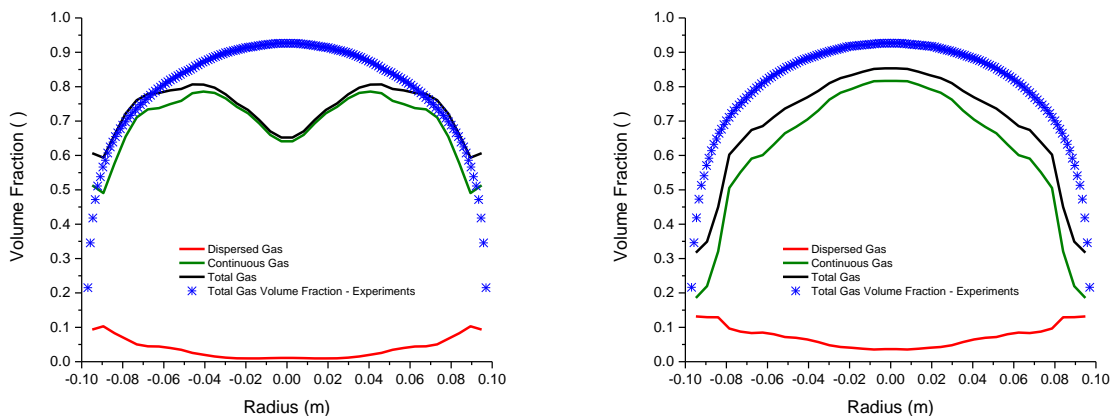 1.0
0.9
0.8
0.7
0.6
0.5
0.4
0.3
0.2
0.1
0.0
Volume Fraction ( )
Dispersed Gas
Continuous Gas
Total Gas
Total Gas Volume Fraction - Experiments
-0.10 -0.08 -0.06 -0.04 -0.02 0.00 0.02 0.04 0.06 0.08 0.10
Radius (m)
1.0
0.9
0.8
0.7
0.6
0.5
0.4
0.3
0.2
0.1
0.0
Volume Fraction ( )
Dispersed Gas
Continuous Gas
Total Gas
Total Gas Volume Fraction - Experiments
-0.10 -0.08 -0.06 -0.04 -0.02 0.00 0.02 0.04 0.06 0.08 0.10
Radius (m)